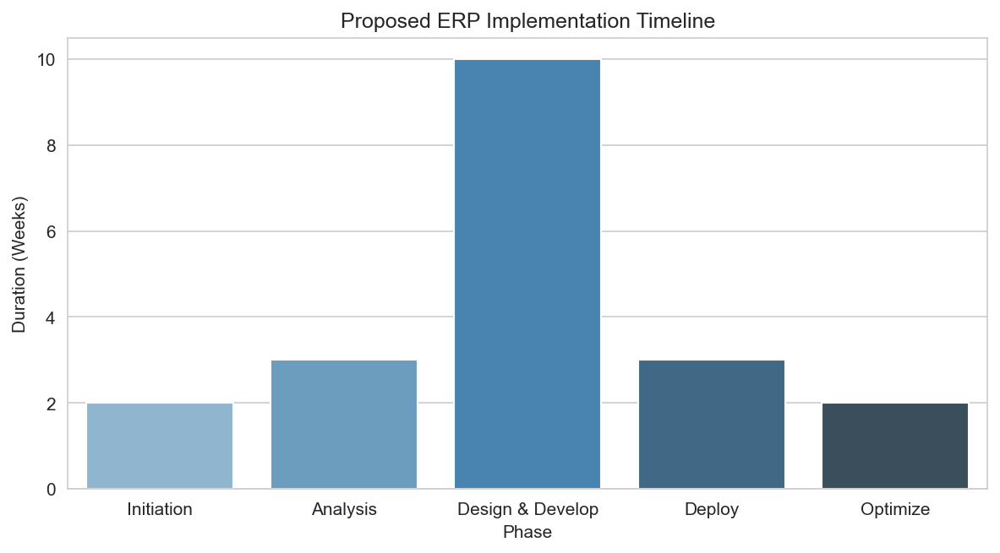 Proposed ERP Implementation Timeline
Duration (Weeks)
10
8
6
4
2
0
Initiation Analysis Design & Develop Deploy Optimize
Phase